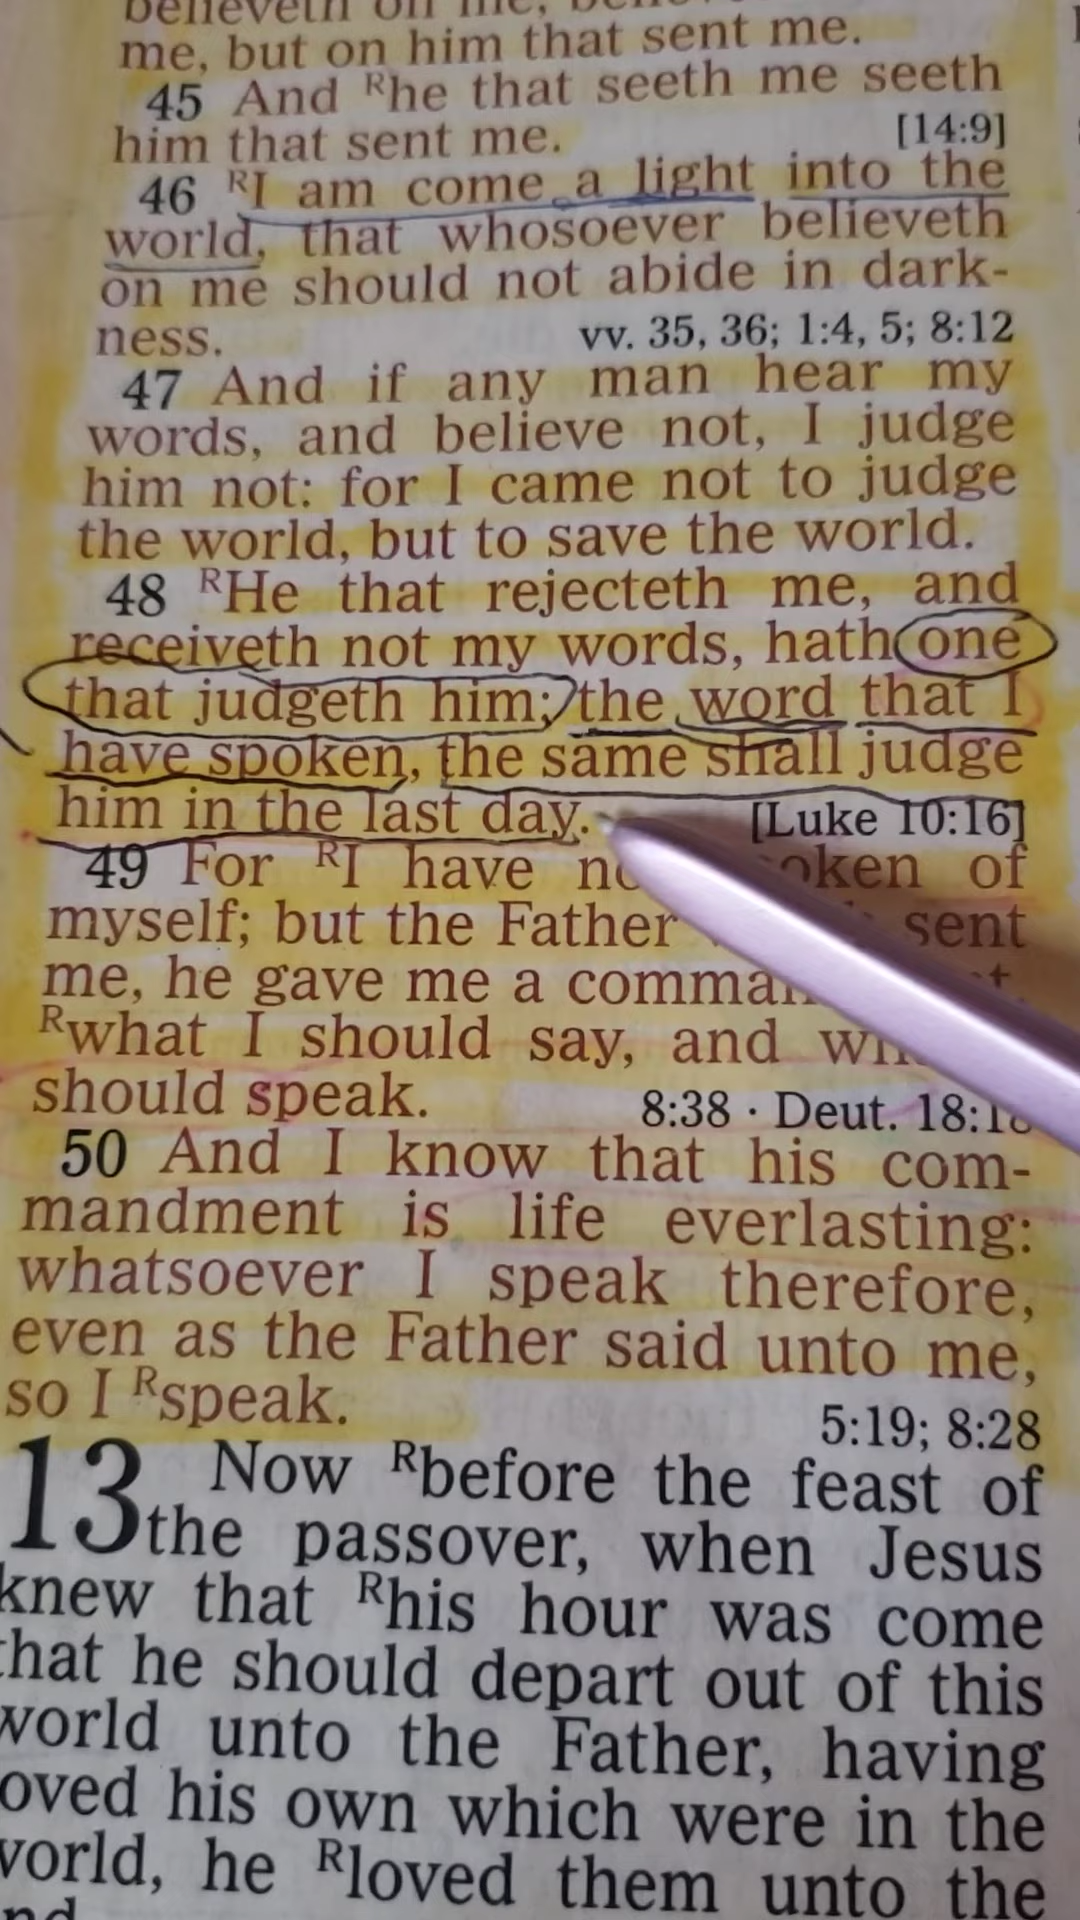 believeth on me,
me, but on him that sent me.
45 And Rhe that seeth me seeth
him that sent me. [14:9]
46 RI am come a light into the
world, that whosoever believeth
on me should not abide in dark-
ness. vv. 35, 36; 1:4, 5; 8:12
47 And if any man hear my
words, and believe not, I judge
him not: for I came not to judge
the world, but to save the world.
48 RHe that rejecteth me, and
receiveth not my words, hath one
that judgeth him; the word that I
have spoken, the same shall judge
him in the last day. [Luke 10:16]
49 For RI have oken of
myself; but the Father sent
me, he gave me a
Rwhat I should say, and
should speak. 8:38 · Deut. 18:18
50 And I know that his com-
mandment is life everlasting:
whatsoever I speak therefore,
even as the Father said unto me,
so I Rspeak. 5:19; 8:28
13 Now Rbefore the feast of
the passover, when Jesus
knew that Rhis hour was come
that he should depart out of this
world unto the Father, having
loved his own which were in the
world, he Rloved them unto the